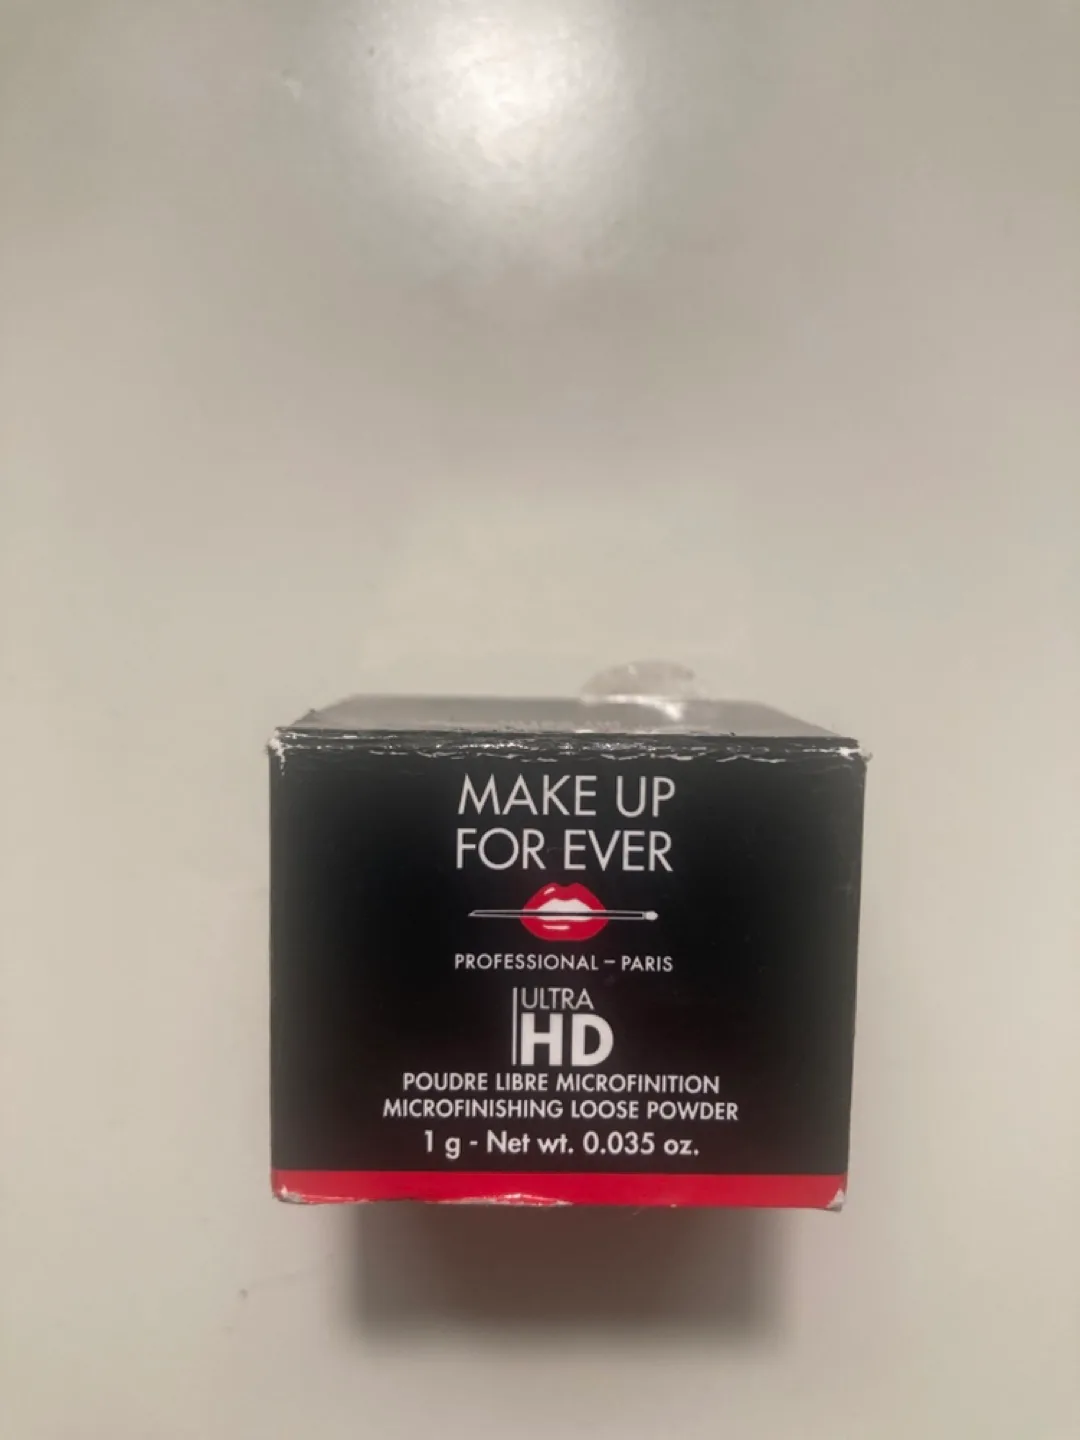 MAKE UP
FOR EVER
PROFESSIONAL – PARIS
ULTRA
HD
POUDRE LIBRE MICROFINITION
MICROFINISHING LOOSE POWDER
1 g - Net wt. 0.035 oz.